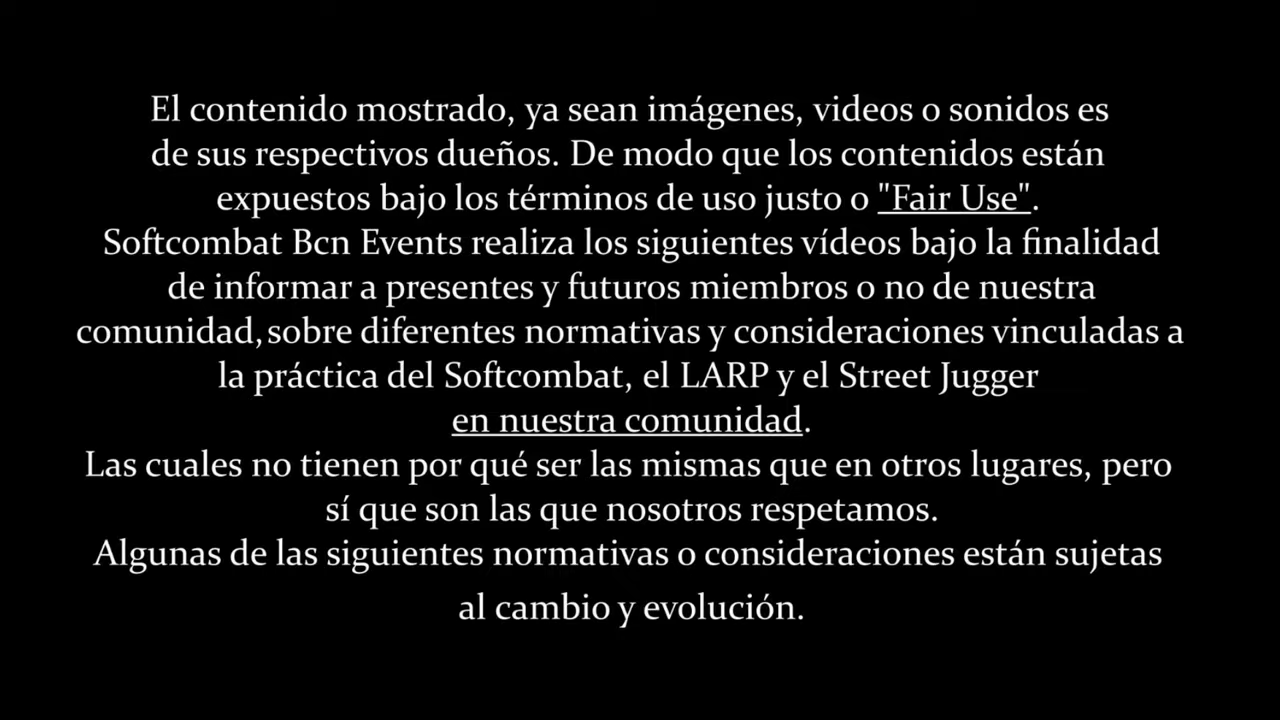 El contenido mostrado, ya sean imágenes, videos o sonidos es
de sus respectivos dueños. De modo que los contenidos están
expuestos bajo los términos de uso justo o "Fair Use".
Softcombat Bcn Events realiza los siguientes vídeos bajo la finalidad
de informar a presentes y futuros miembros o no de nuestra
comunidad, sobre diferentes normativas y consideraciones vinculadas a
la práctica del Softcombat, el LARP y el Street Jugger
en nuestra comunidad.
Las cuales no tienen por qué ser las mismas que en otros lugares, pero
sí que son las que nosotros respetamos.
Algunas de las siguientes normativas o consideraciones están sujetas
al cambio y evolución.